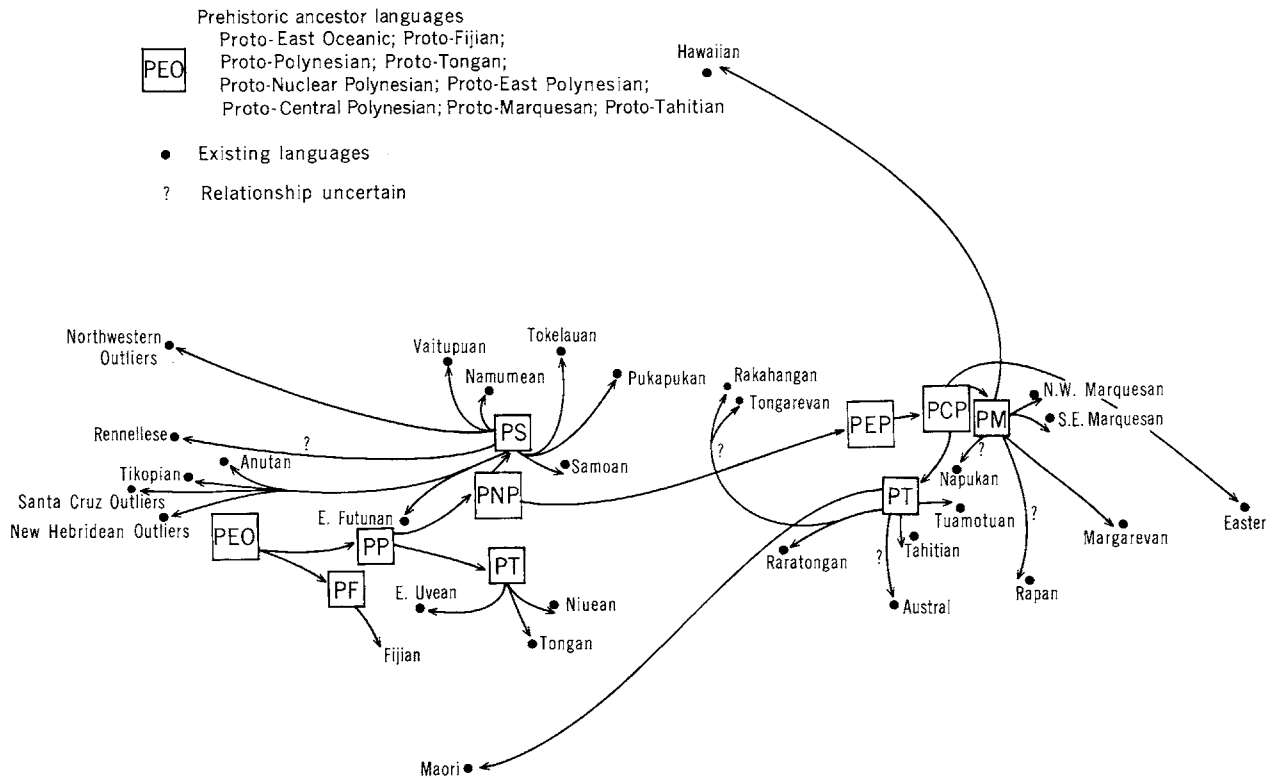 Prehistoric ancestor languages
Proto-East Oceanic; Proto-Fijian;
PEO
Proto-Polynesian; Proto-Tongan;
Proto-Nuclear Polynesian; Proto-East Polynesian;
Proto-Central Polynesian; Proto-Marquesan; Proto-Tahitian
● Existing languages
? Relationship uncertain
Hawaiian
Northwestern
Outliers
Vaitupuan
Tokelauan
Namumean
Pukapukan
Rakahangan
Tongarevan
N.W. Marquesan
S.E. Marquesan
PEP
PCP
PM
PS
Rennellese
?
Anutan
Tikopian
Samoan
?
?
Napukan
Santa Cruz Outliers
New Hebridean Outliers
PNP
PT
Tuamotuan
?
Easter
Margarevan
E. Futunan
PEO
PP
PT
Raratongan
Tahitian
?
PF
E. Uvean
Niuean
Austral
Rapan
Fijian
Tongan
Maori